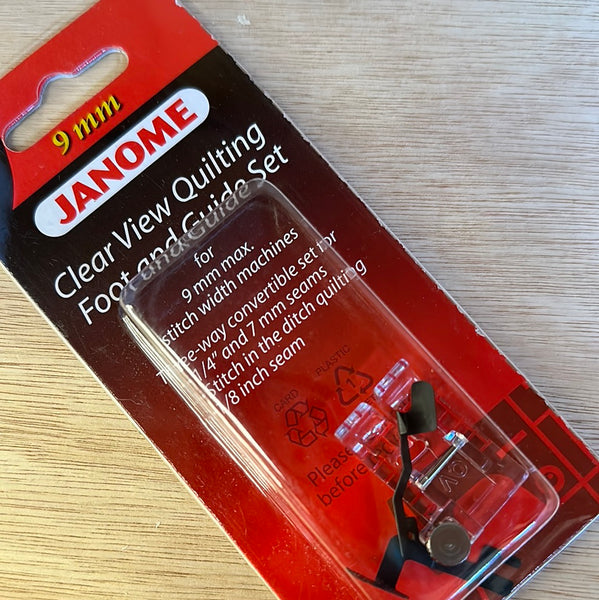 9 mm
JANOME
Clear View Quilting
Foot and Guide Set
for
9 mm max.
stitch width machines
Three-way convertible set for
1/4" and 7 mm seams
Stitch in the ditch quilting
1/8 inch seam
CARD
PLASTIC
1
Please
before
OV